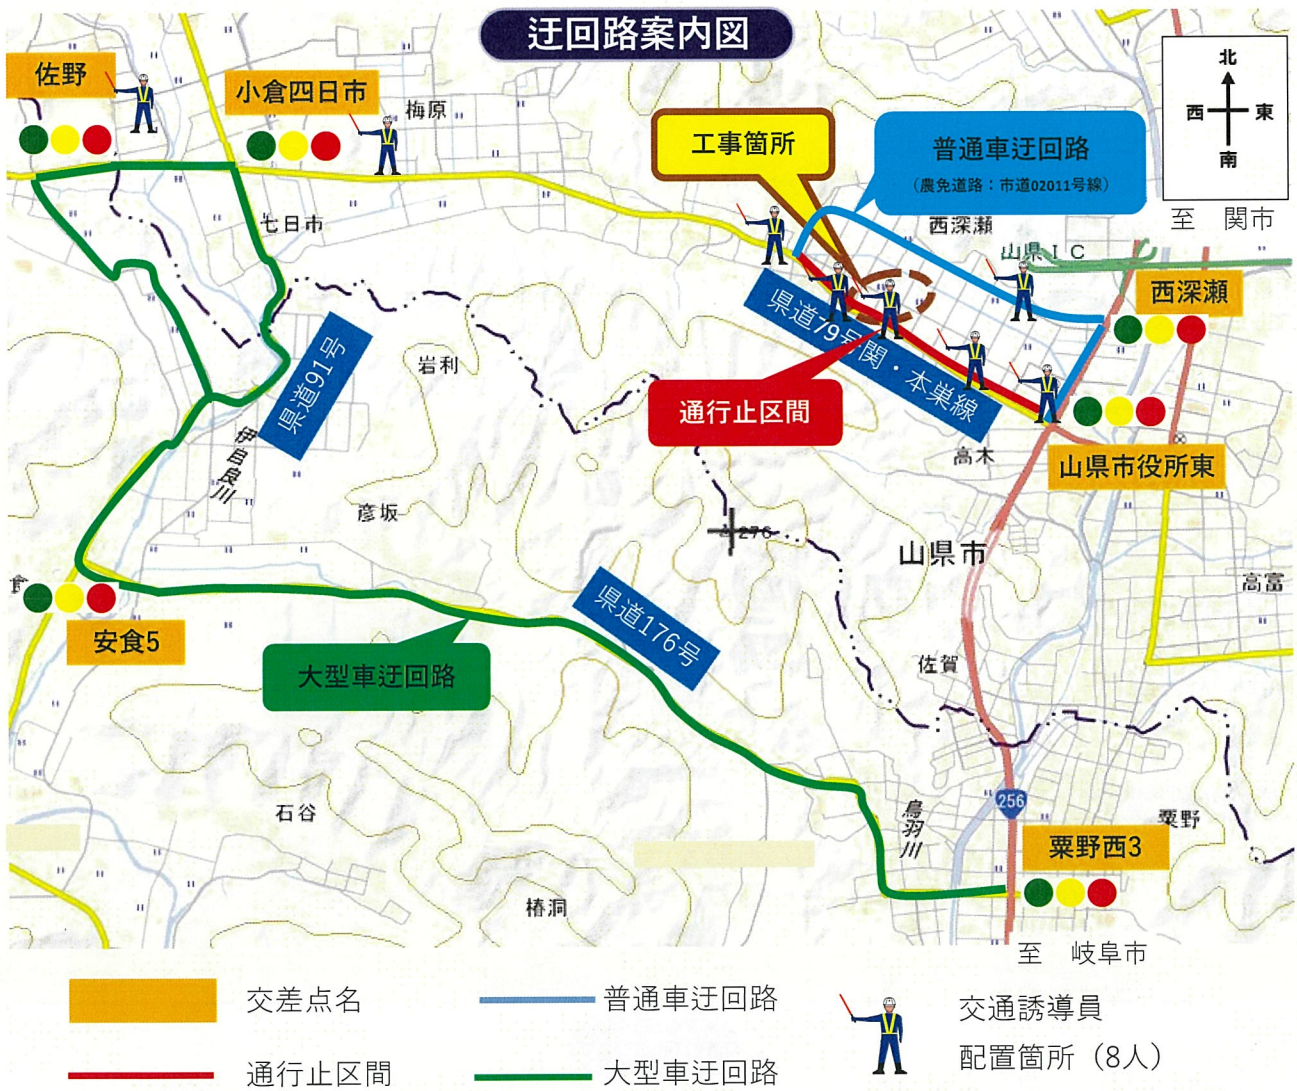 迂回路案内図
佐野
小倉四日市
梅原
工事箇所
普通車迂回路
（農免道路：市道02011号線）
北
西 東
南
至 関市
七日市
西深瀬
山県IC
西深瀬
県道79号関・本巣線
県道91号
岩利
通行止区間
高木
山県市役所東
伊自良川
彦坂
276
山県市
高富
食
安食5
県道176号
大型車迂回路
佐賀
256
石谷
鳥羽川
粟野
粟野西3
椿洞
至 岐阜市
交差点名
普通車迂回路
交通誘導員
配置箇所（8人）
通行止区間
大型車迂回路